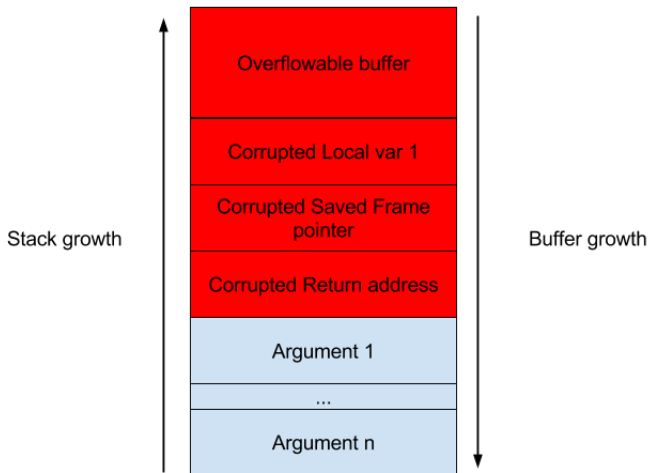 Overflowable buffer
Corrupted Local var 1
Corrupted Saved Frame
pointer
Stack growth
Buffer growth
Corrupted Return address
Argument 1
...
Argument n